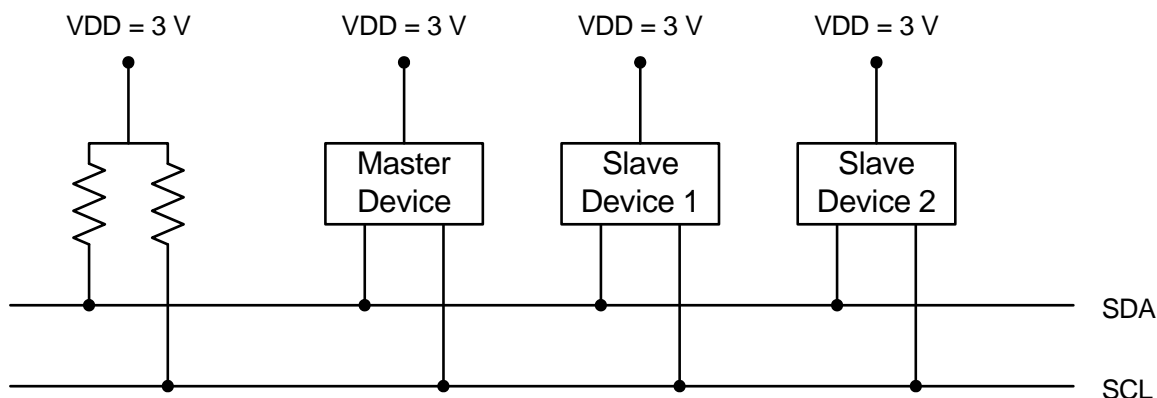 VDD = 3 V VDD = 3 V VDD = 3 V VDD = 3 V
Master
Device
Slave
Device 1
Slave
Device 2
SDA
SCL